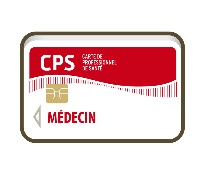 CPS
CARTE DE
PROFESSIONNEL
DE SANTÉ
MÉDECIN